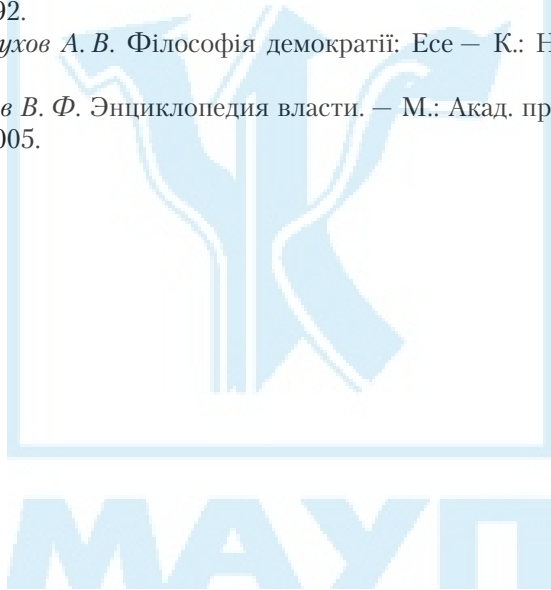 92.
ухов А. В. Філософія демократії: Есе — К.: Н
в В. Ф. Энциклопедия власти. — М.: Акад. пр
005.
МАУП